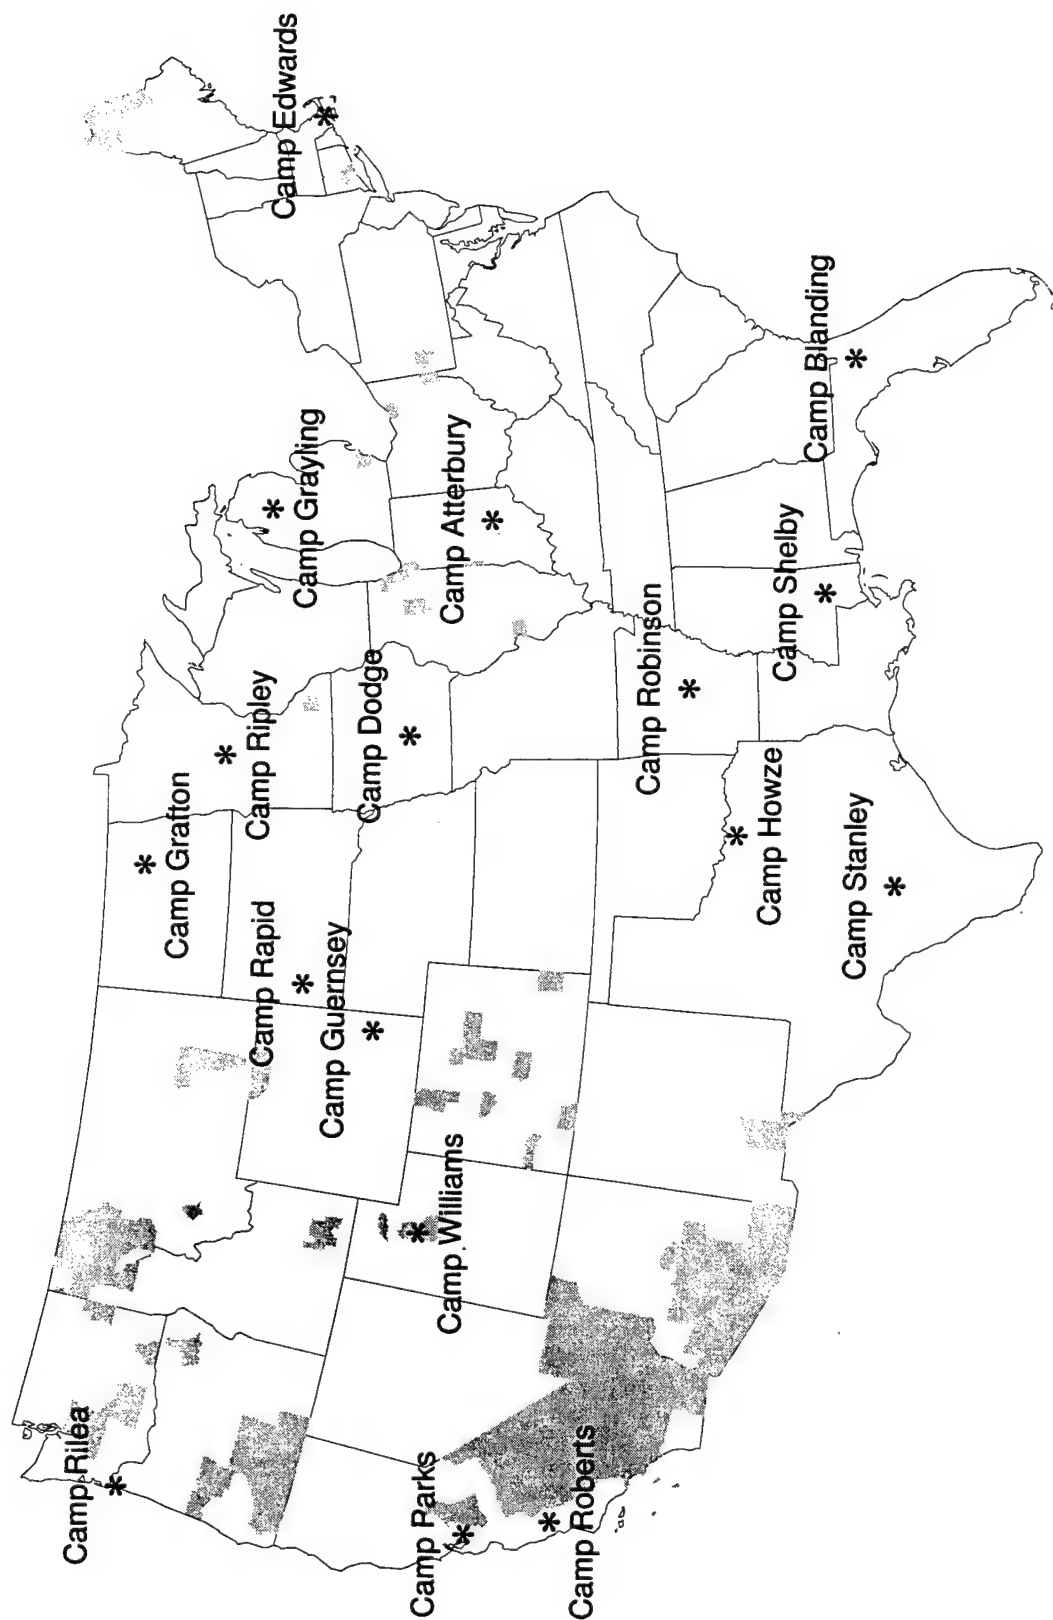 Camp Rilea
Camp Grafton
Camp Ripley
Camp Grayling
Camp Edwards
Camp Rapid
Camp Guernsey
Camp Dodge
Camp Atterbury
Camp Williams
Camp Parks
Camp Roberts
Camp Robinson
Camp Howze
Camp Stanley
Camp Shelby
Camp Blanding